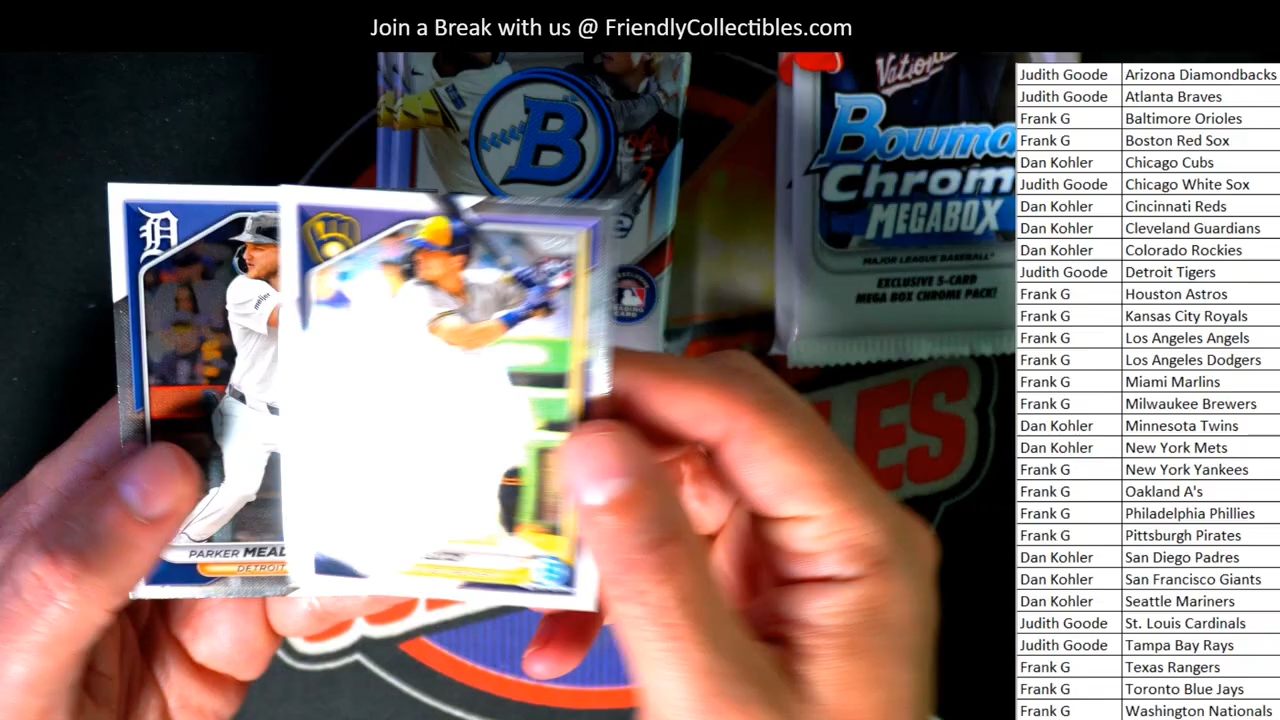 Join a Break with us @ FriendlyCollectibles.com
Judith Goode Arizona Diamondbacks
Judith Goode Atlanta Braves
Frank G Baltimore Orioles
Frank G Boston Red Sox
Dan Kohler Chicago Cubs
Judith Goode Chicago White Sox
Dan Kohler Cincinnati Reds
Dan Kohler Cleveland Guardians
Dan Kohler Colorado Rockies
Judith Goode Detroit Tigers
Frank G Houston Astros
Frank G Kansas City Royals
Frank G Los Angeles Angels
Frank G Los Angeles Dodgers
Frank G Miami Marlins
Frank G Milwaukee Brewers
Dan Kohler Minnesota Twins
Dan Kohler New York Mets
Frank G New York Yankees
Frank G Oakland A's
Frank G Philadelphia Phillies
Frank G Pittsburgh Pirates
Dan Kohler San Diego Padres
Dan Kohler San Francisco Giants
Dan Kohler Seattle Mariners
Judith Goode St. Louis Cardinals
Judith Goode Tampa Bay Rays
Frank G Texas Rangers
Frank G Toronto Blue Jays
Frank G Washington Nationals
B
Bowma
Chrom
MEGABOX
MAJOR LEAGUE BASEBALL
EXCLUSIVE 5-CARD
MEGA BOX CHROME PACK!
D
PARKER MEAD
DETROIT
LES